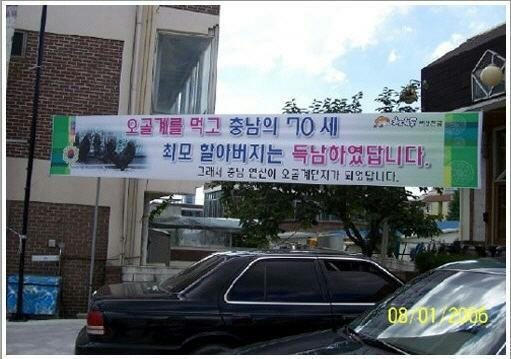 오골계를 먹고 충남의 70세
최모 할아버지는 득남하였답니다.
그래서 충남 연산이 오골계단지가 되었답니다.
08/01/2006